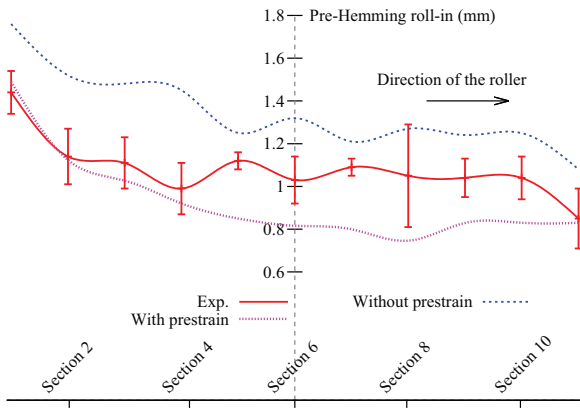 Pre-Hemming roll-in (mm)
1.8
1.6
1.4
1.2
1
0.8
0.6
Direction of the roller
Exp.
With prestrain
Without prestrain
Section 2
Section 4
Section 6
Section 8
Section 10